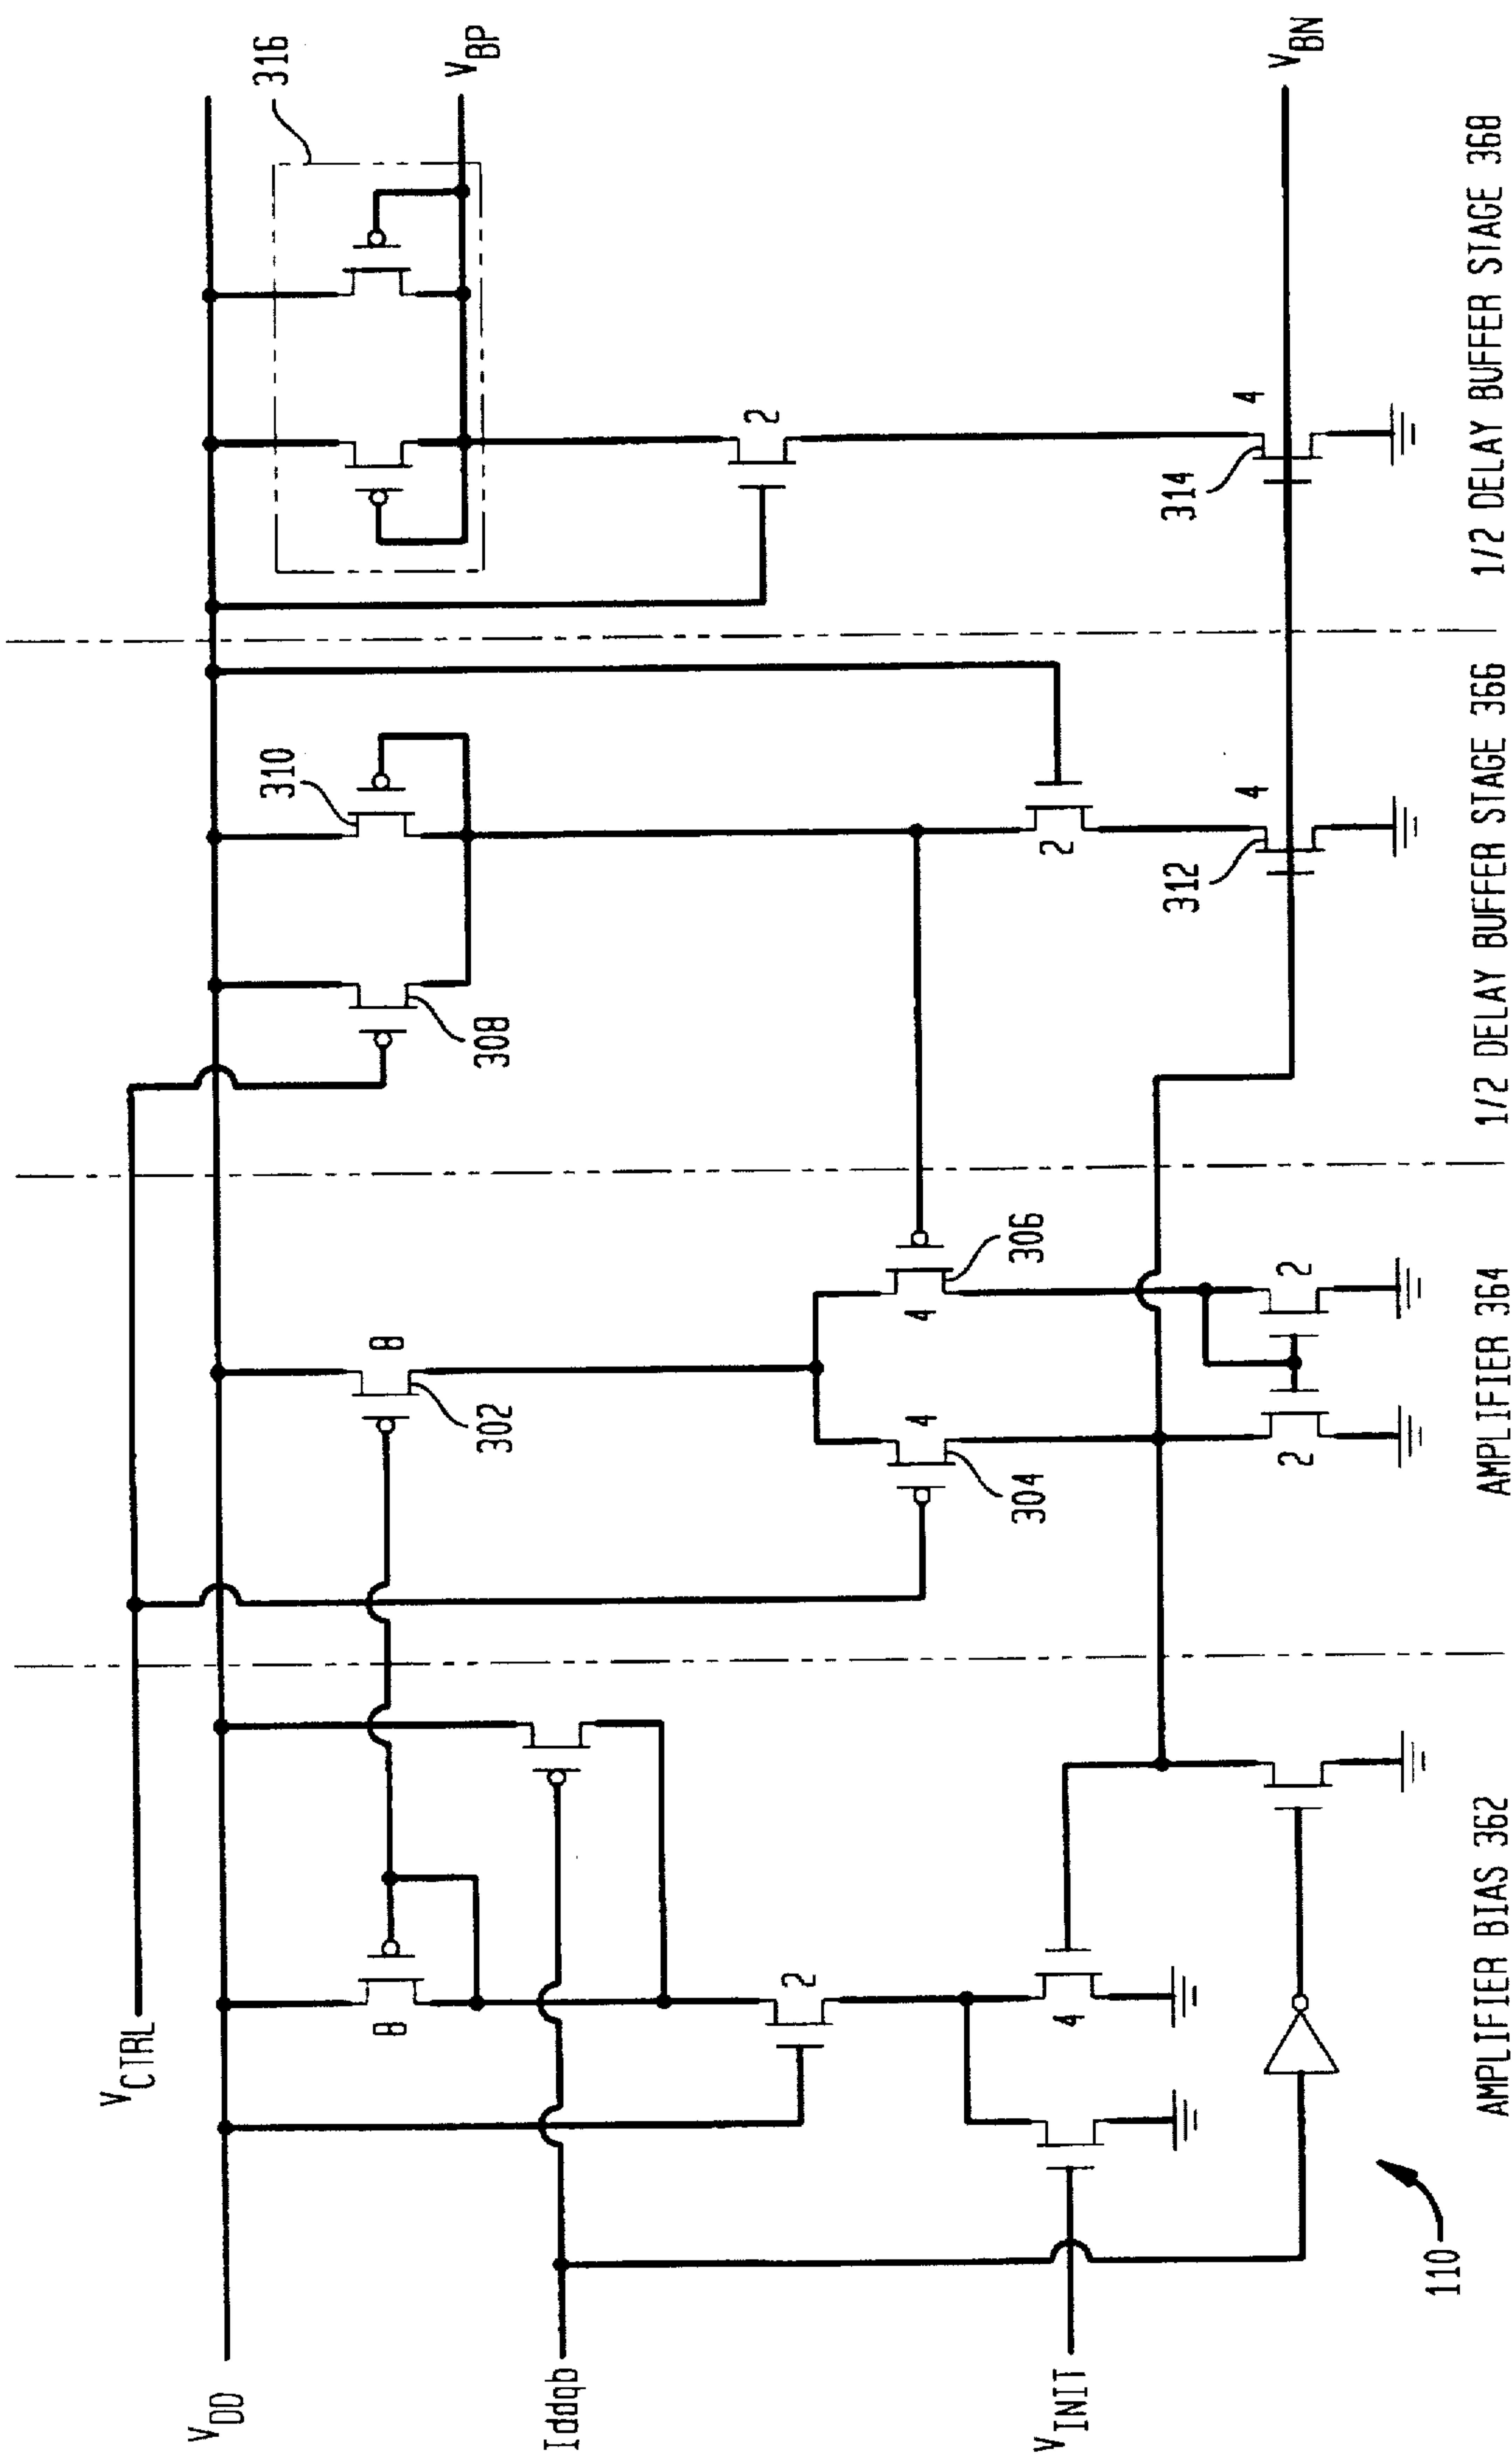 V_CTRL
V_DD
Iddqb
V_INIT
8
2
4
110
AMPLIFIER BIAS 362
8
302
4
304
4
306
2
2
AMPLIFIER 364
308
310
2
4
312
1/2 DELAY BUFFER STAGE 366
316
V_BP
2
4
314
V_BN
1/2 DELAY BUFFER STAGE 368